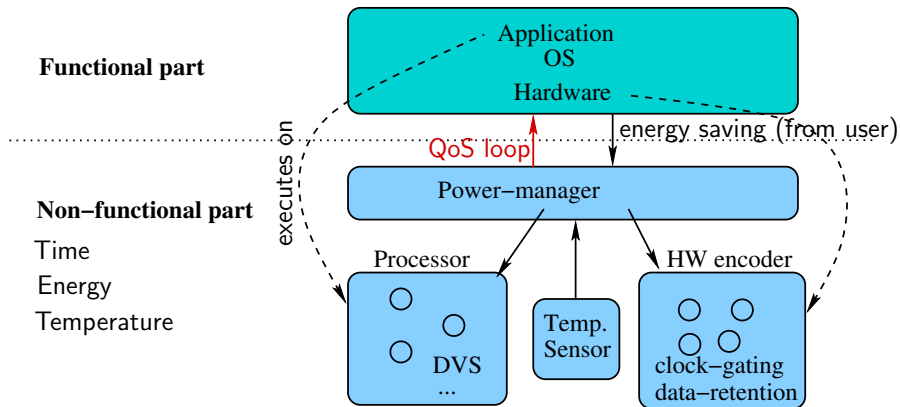 Application
OS
Functional part
Hardware
energy saving (from user)
QoS loop
executes on
Power-manager
Non-functional part
Time
Processor
HW encoder
Energy
Temperature
Temp.
Sensor
DVS
...
clock-gating
data-retention